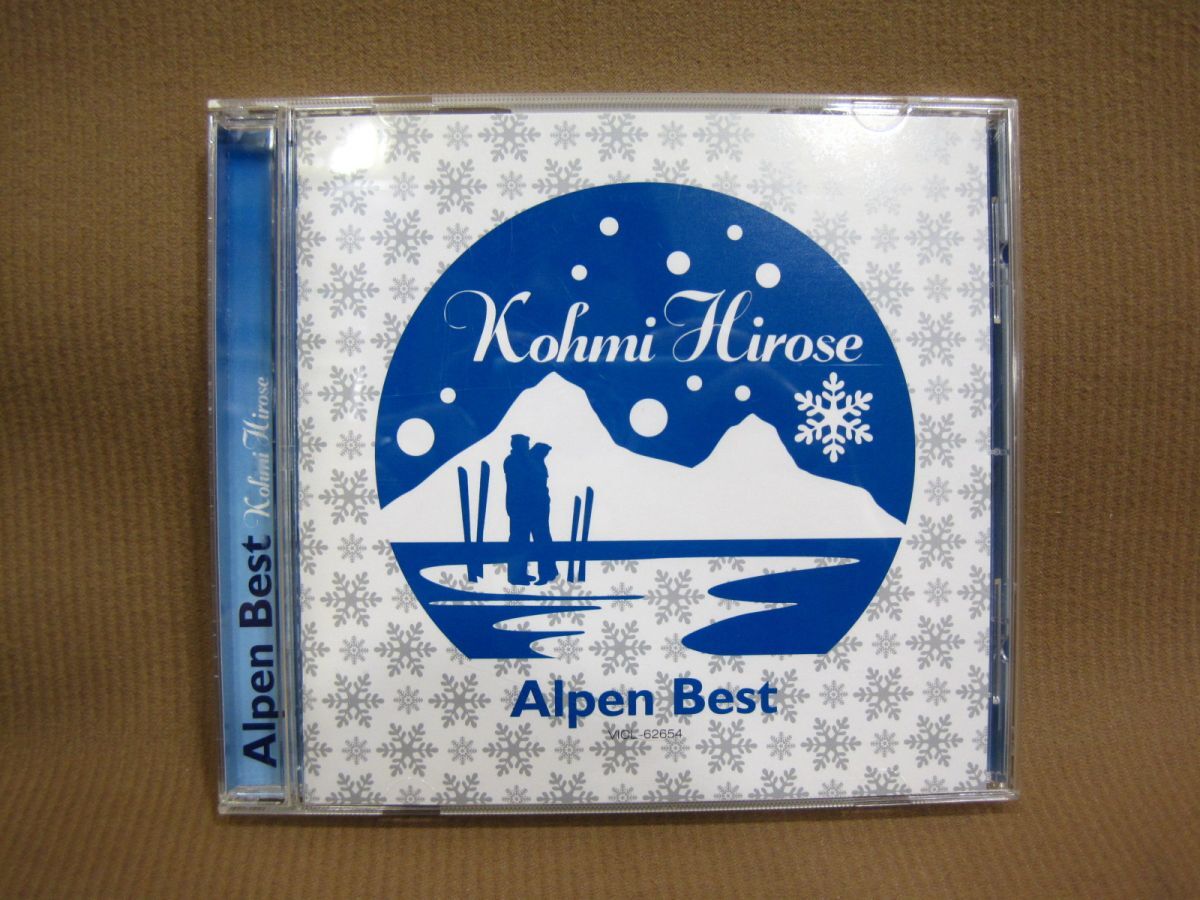 Alpen Best Kohmi Hirose
Kohmi Hirose
Alpen Best
VICL-62654